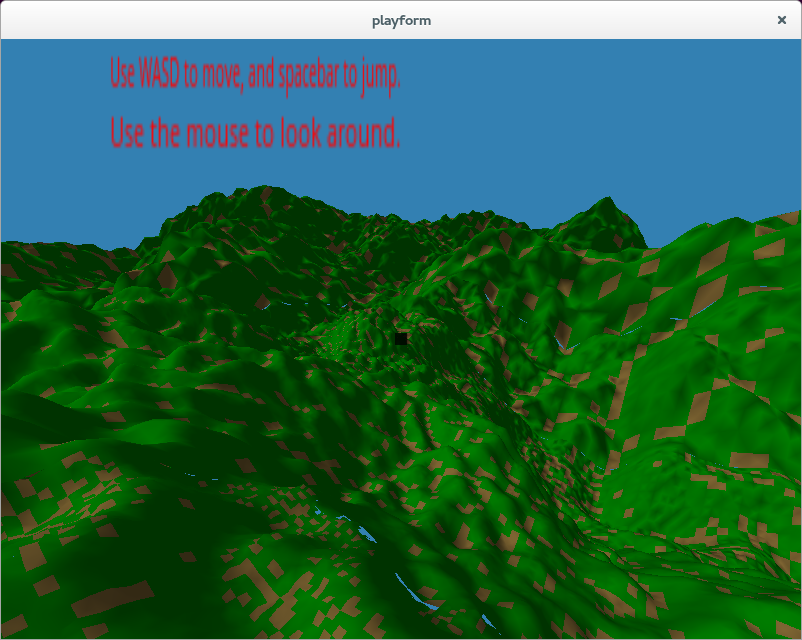 playform
Use WASD to move, and spacebar to jump.
Use the mouse to look around.